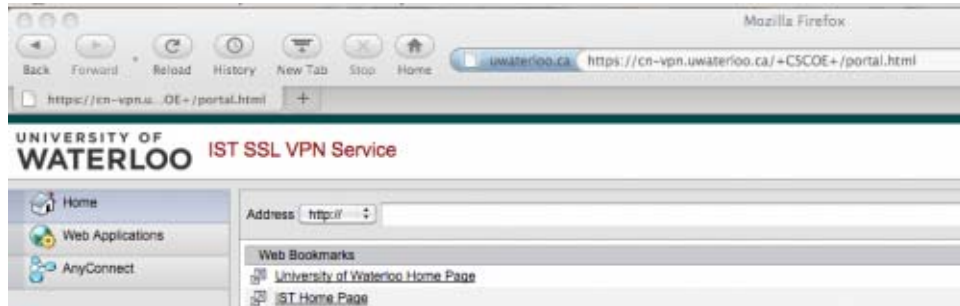 Mozilla Firefox
Back Forward Reload History New Tab Stop Home
uwaterloo.ca https://cn-vpn.uwaterloo.ca/+CSCOE+/portal.html
https://cn-vpn.u...OE+/portal.html +
UNIVERSITY OF
WATERLOO IST SSL VPN Service
Home
Address http://
Web Applications
Web Bookmarks
AnyConnect
University of Waterloo Home Page
IST Home Page